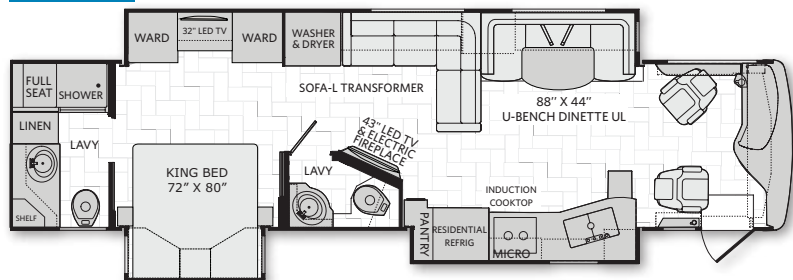 WARD
32" LED TV
WARD
WASHER
& DRYER
FULL
SEAT
SHOWER
LINEN
LAVY
SHELF
KING BED
72" X 80"
SOFA-L TRANSFORMER
43" LED TV
& ELECTRIC
FIREPLACE
LAVY
88" X 44"
U-BENCH DINETTE UL
INDUCTION
COOKTOP
PANTRY
RESIDENTIAL
REFRIG
MICRO